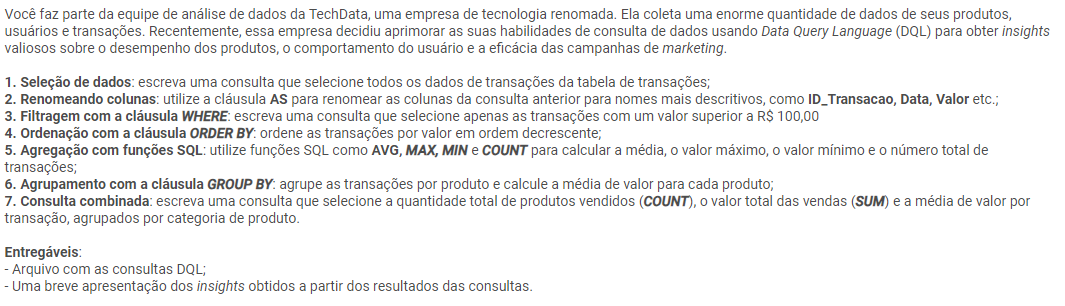 Você faz parte da equipe de análise de dados da TechData, uma empresa de tecnologia renomada. Ela coleta uma enorme quantidade de dados de seus produtos,
usuários e transações. Recentemente, essa empresa decidiu aprimorar as suas habilidades de consulta de dados usando Data Query Language (DQL) para obter insights
valiosos sobre o desempenho dos produtos, o comportamento do usuário e a eficácia das campanhas de marketing.
1. Seleção de dados: escreva uma consulta que selecione todos os dados de transações da tabela de transações;
2. Renomeando colunas: utilize a cláusula AS para renomear as colunas da consulta anterior para nomes mais descritivos, como ID_Transacao, Data, Valor etc.;
3. Filtragem com a cláusula WHERE: escreva uma consulta que selecione apenas as transações com um valor superior a R$ 100,00
4. Ordenação com a cláusula ORDER BY: ordene as transações por valor em ordem decrescente;
5. Agregação com funções SQL: utilize funções SQL como AVG, MAX, MIN e COUNT para calcular a média, o valor máximo, o valor mínimo e o número total de
transações;
6. Agrupamento com a cláusula GROUP BY: agrupe as transações por produto e calcule a média de valor para cada produto;
7. Consulta combinada: escreva uma consulta que selecione a quantidade total de produtos vendidos (COUNT), o valor total das vendas (SUM) e a média de valor por
transação, agrupados por categoria de produto.
Entregáveis:
- Arquivo com as consultas DQL;
- Uma breve apresentação dos insights obtidos a partir dos resultados das consultas.